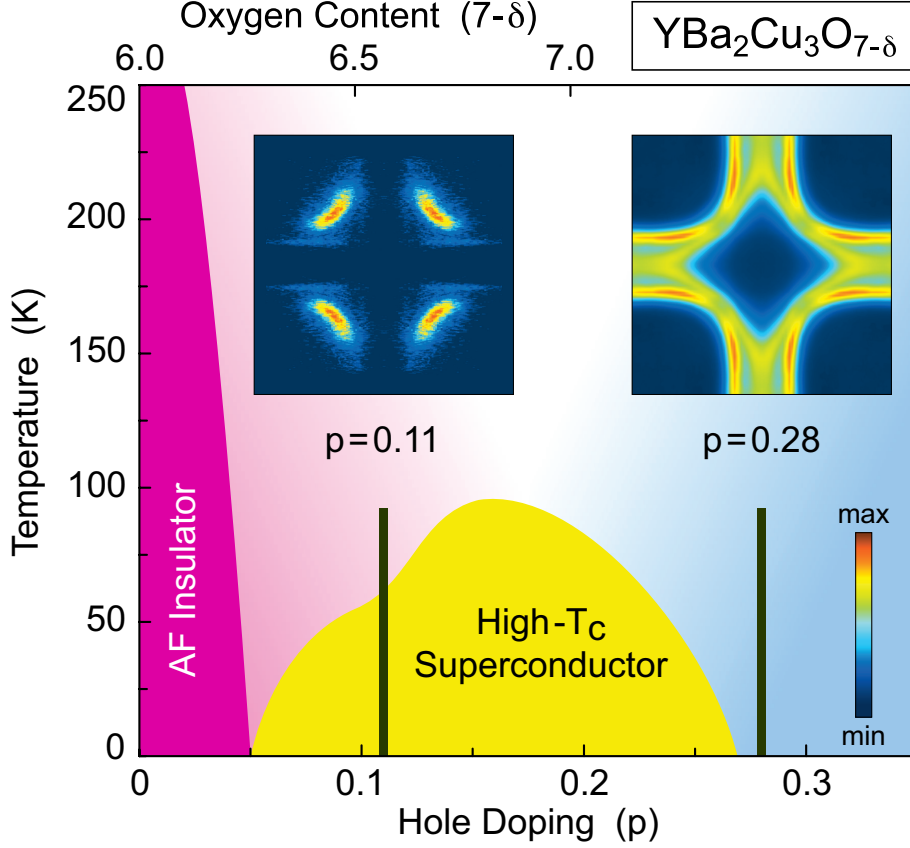 Oxygen Content (7-δ)
YBa₂Cu₃O₇₋δ
6.0 6.5 7.0
250
200
150
100
50
0
Temperature (K)
AF Insulator
p=0.11
p=0.28
High-T_C
Superconductor
max
min
0 0.1 0.2 0.3
Hole Doping (p)